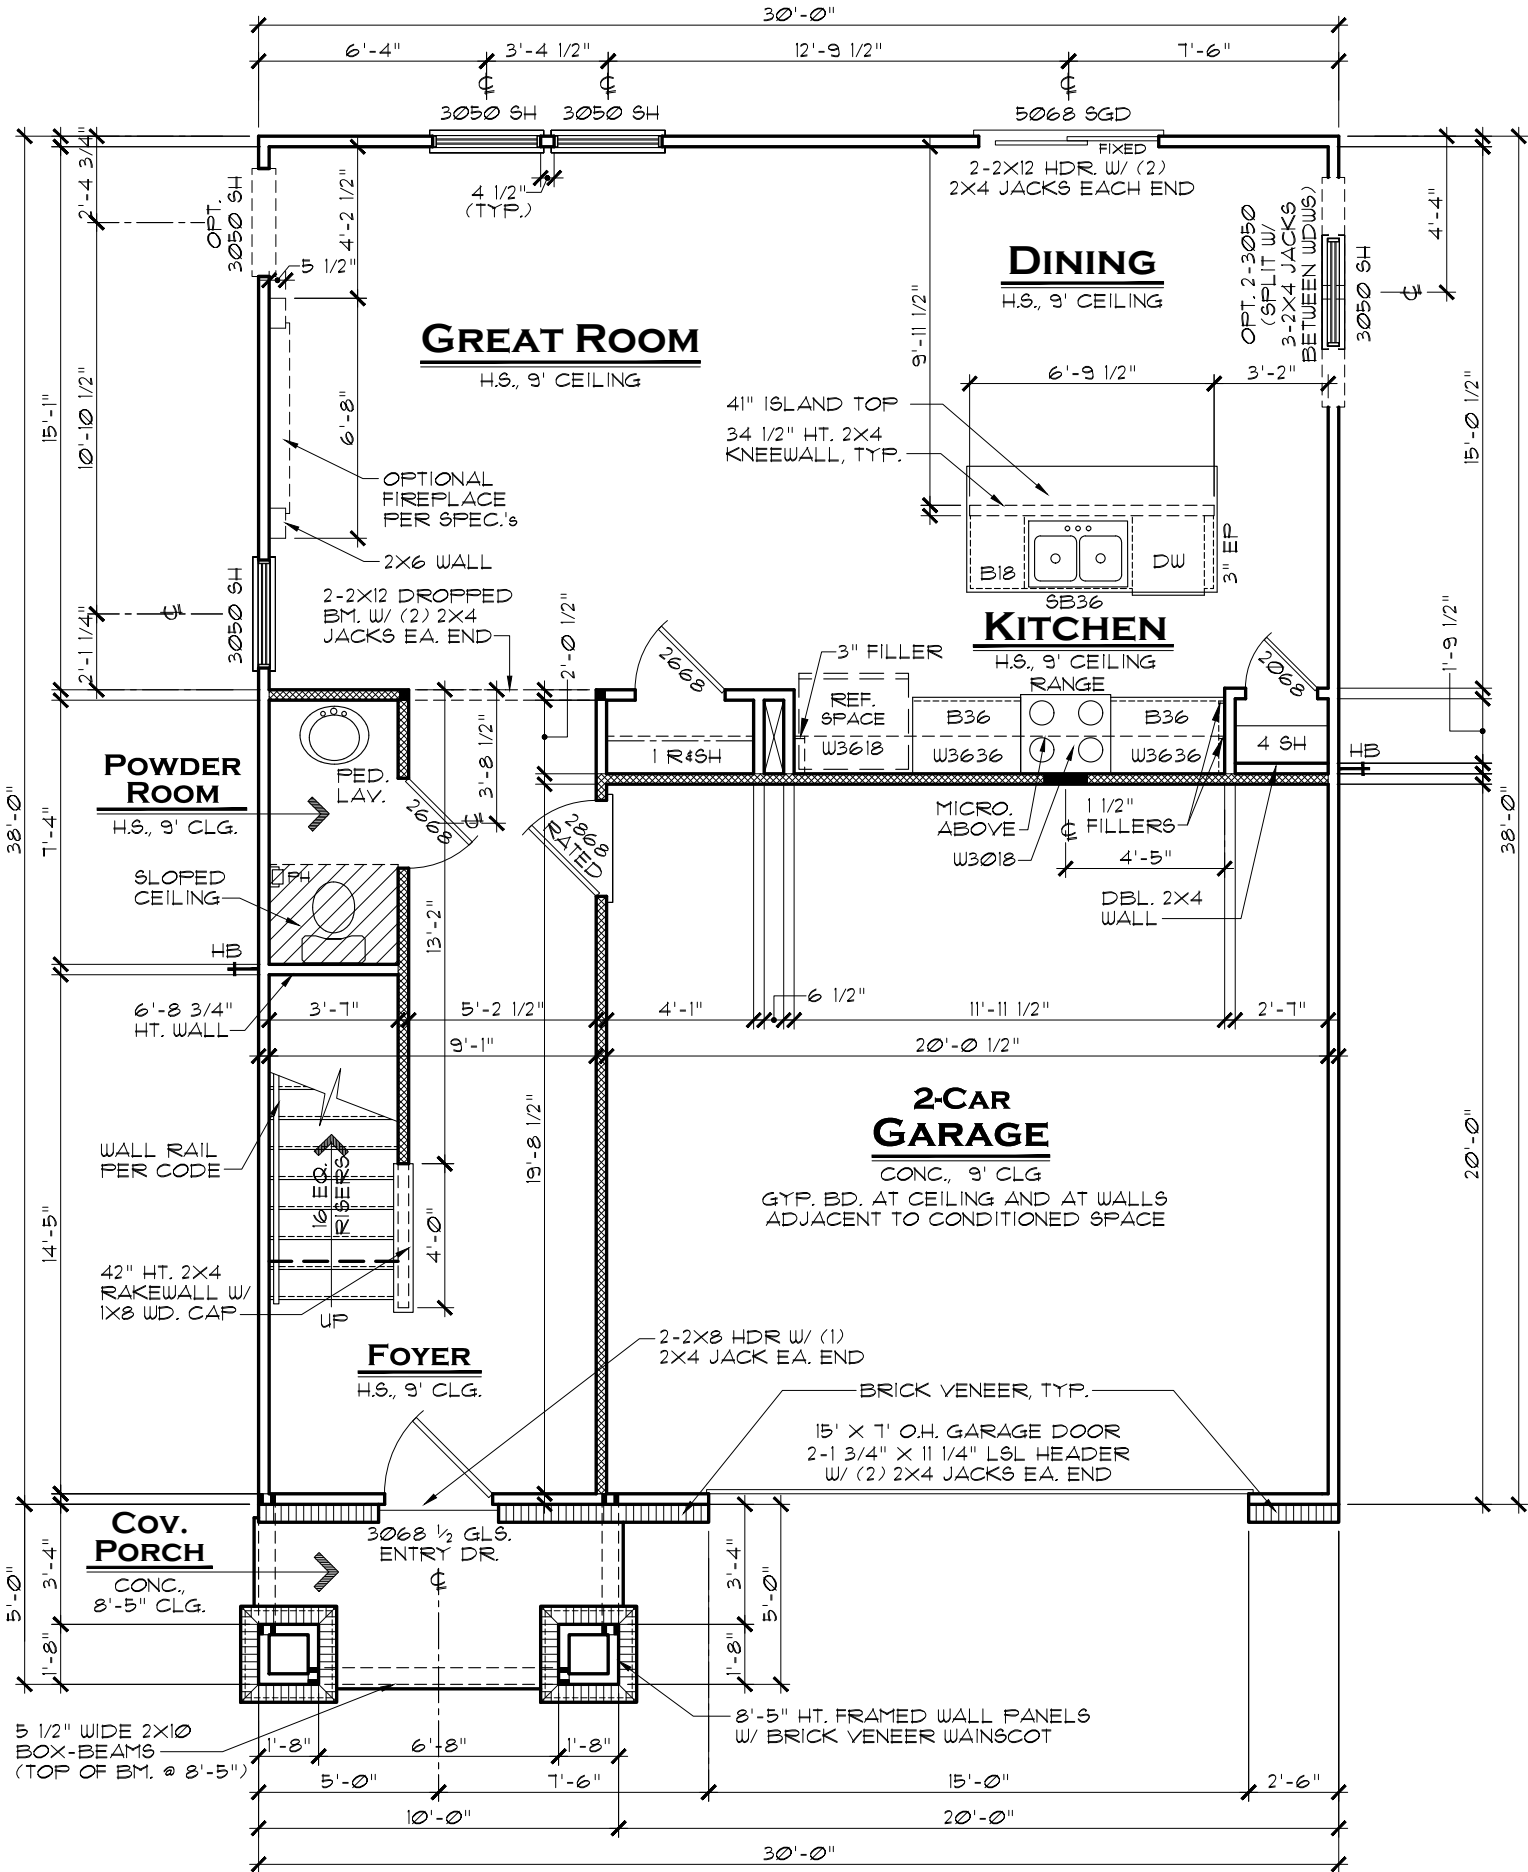 30'-0"
6'-4"
3'-4 1/2"
12'-9 1/2"
7'-6"
3050 SH
3050 SH
5068 SGD
FIXED
2-2X12 HDR. W/ (2)
2X4 JACKS EACH END
4 1/2"
(TYP.)
2'-4 3/4"
OPT.
3050 SH
4'-2 1/2"
5 1/2"
4'-4"
OPT. 2-3050
(SPLIT W/
3-2X4 JACKS
BETWEEN WDWS)
3050 SH
DINING
H.S., 9' CEILING
GREAT ROOM
H.S., 9' CEILING
9'-11 1/2"
6'-9 1/2"
3'-2"
15'-1"
10'-10 1/2"
6'-8"
15'-0 1/2"
41" ISLAND TOP
34 1/2" HT. 2X4
KNEEWALL, TYP.
OPTIONAL
FIREPLACE
PER SPEC.'s
2X6 WALL
B18
DW
3" EP
SB36
3050 SH
2'-1 1/4"
2-2X12 DROPPED
BM. W/ (2) 2X4
JACKS EA. END
2'-0 1/2"
KITCHEN
H.S., 9' CEILING
1'-9 1/2"
2668
3" FILLER
RANGE
2068
REF.
SPACE
W3618
B36
W3636
B36
W3636
1 R&SH
4 SH
HB
POWDER
ROOM
H.S., 9' CLG.
PED.
LAV.
3'-8 1/2"
2668
2868
RATED
MICRO.
ABOVE
W3018
1 1/2"
FILLERS
4'-5"
DBL. 2X4
WALL
38'-0"
7'-4"
38'-0"
SLOPED
CEILING
PH
HB
13'-2"
6'-8 3/4"
HT. WALL
3'-7"
5'-2 1/2"
4'-1"
6 1/2"
11'-11 1/2"
2'-7"
9'-1"
20'-0 1/2"
2-CAR
GARAGE
CONC., 9' CLG
GYP. BD. AT CEILING AND AT WALLS
ADJACENT TO CONDITIONED SPACE
WALL RAIL
PER CODE
16 EQ.
RISERS
19'-8 1/2"
20'-0"
14'-5"
4'-0"
42" HT. 2X4
RAKEWALL W/
1X8 WD. CAP
UP
FOYER
H.S., 9' CLG.
2-2X8 HDR W/ (1)
2X4 JACK EA. END
BRICK VENEER, TYP.
15' X 7' O.H. GARAGE DOOR
2-1 3/4" X 11 1/4" LSL HEADER
W/ (2) 2X4 JACKS EA. END
COV.
PORCH
CONC.,
8'-5" CLG.
3068 ½ GLS.
ENTRY DR.
5'-0"
3'-4"
1'-8"
3'-4"
5'-0"
1'-8"
5 1/2" WIDE 2X10
BOX-BEAMS
(TOP OF BM. @ 8'-5")
8'-5" HT. FRAMED WALL PANELS
W/ BRICK VENEER WAINSCOT
1'-8"
6'-8"
1'-8"
5'-0"
7'-6"
15'-0"
2'-6"
10'-0"
20'-0"
30'-0"